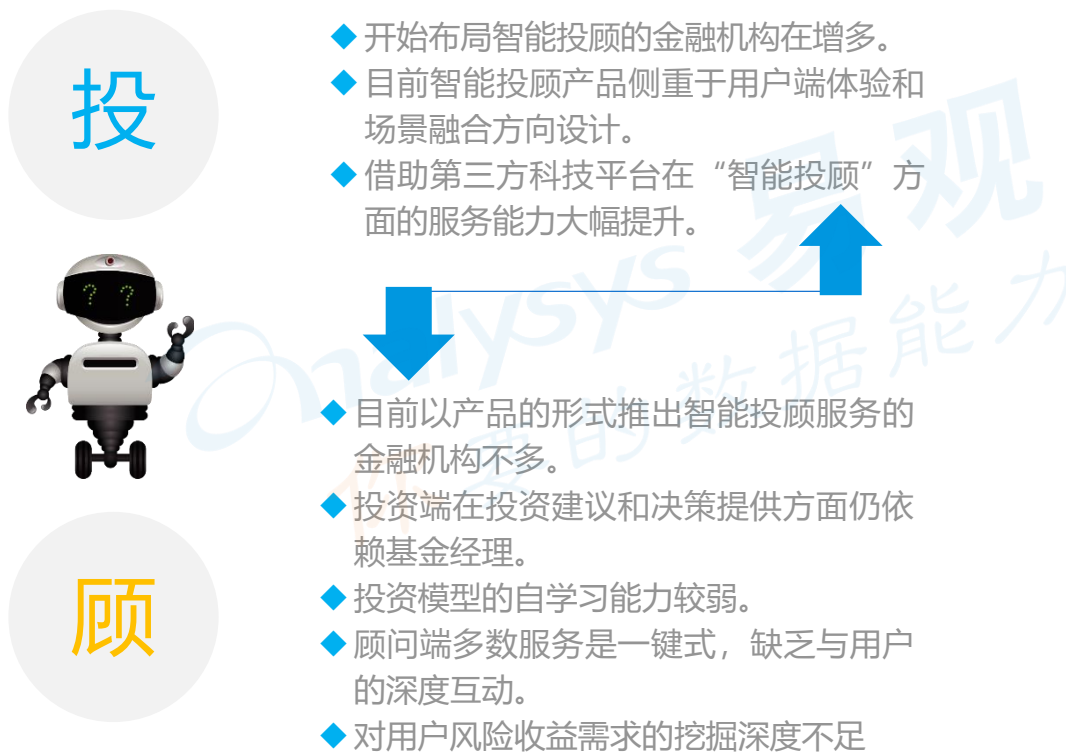 投
◆ 开始布局智能投顾的金融机构在增多。
◆ 目前智能投顾产品侧重于用户端体验和
场景融合方向设计。
◆ 借助第三方科技平台在“智能投顾”方
面的服务能力大幅提升。
? ?
◆ 目前以产品的形式推出智能投顾服务的
金融机构不多。
◆ 投资端在投资建议和决策提供方面仍依
赖基金经理。
◆ 投资模型的自学习能力较弱。
◆ 顾问端多数服务是一键式，缺乏与用户
的深度互动。
◆ 对用户风险收益需求的挖掘深度不足
顾
analysys 易观
你要的数据能力